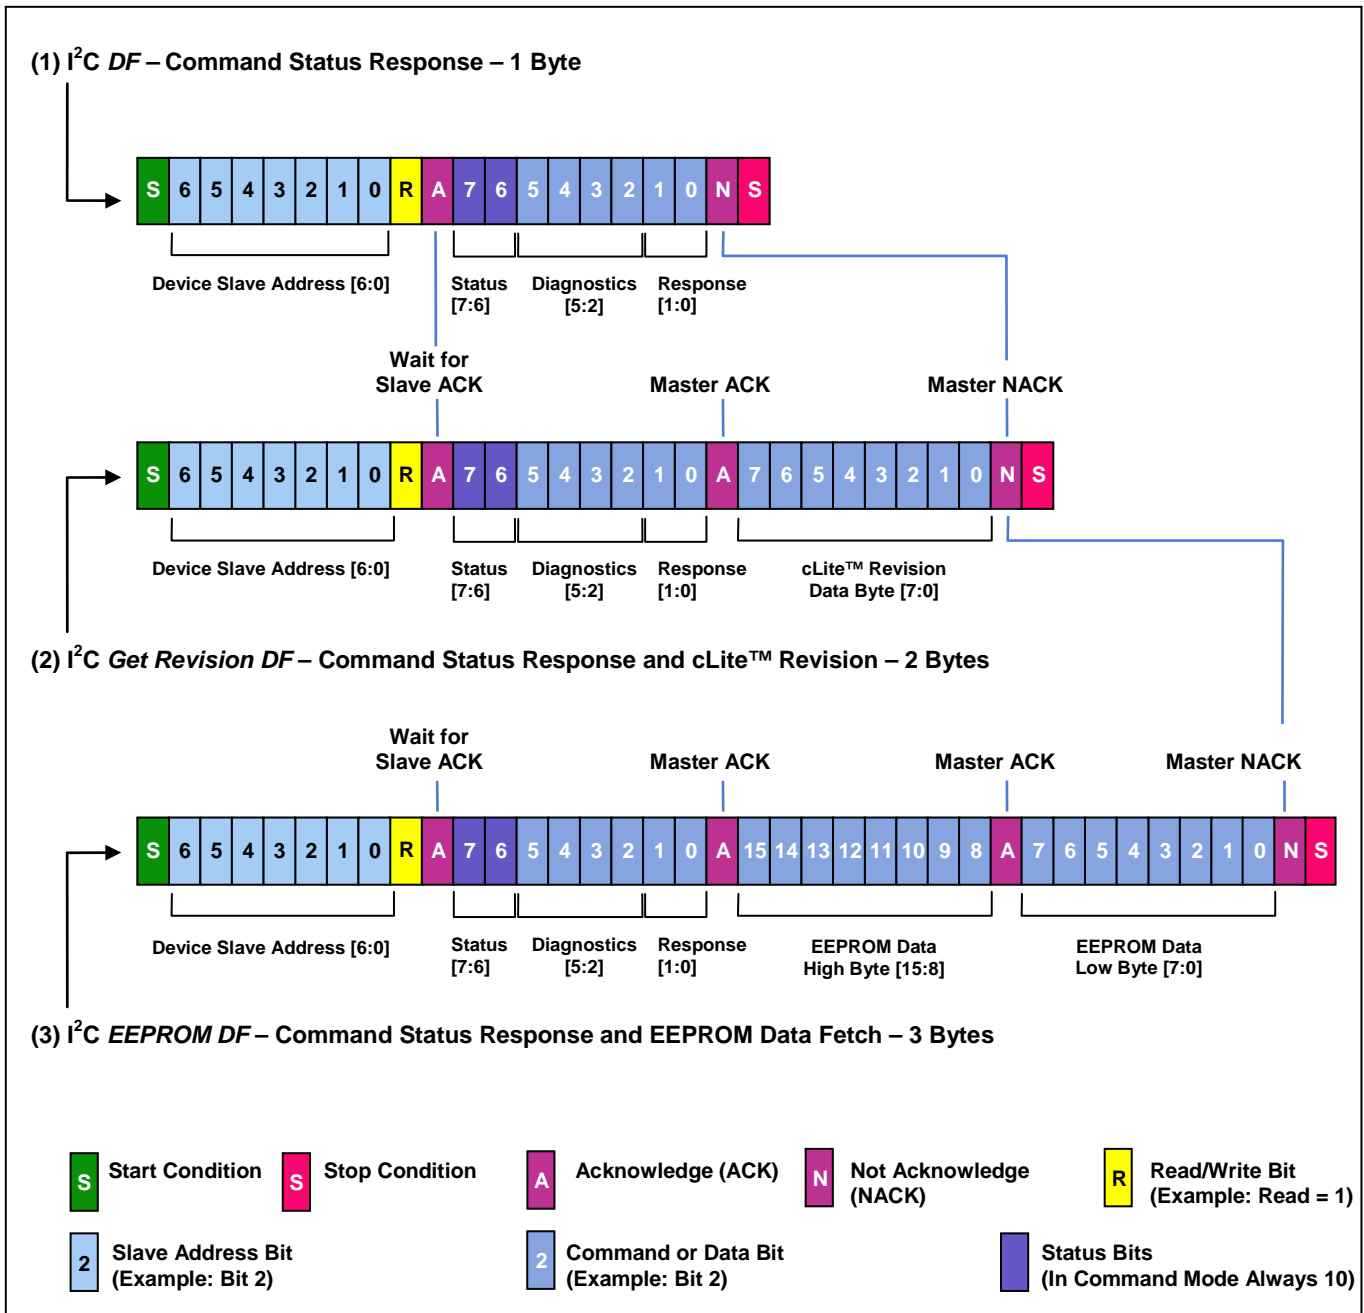 (1) I²C DF – Command Status Response – 1 Byte
S 6 5 4 3 2 1 0 R A 7 6 5 4 3 2 1 0 N S
Device Slave Address [6:0] Status Diagnostics Response
[7:6] [5:2] [1:0]
Wait for
Slave ACK Master ACK Master NACK
S 6 5 4 3 2 1 0 R A 7 6 5 4 3 2 1 0 A 7 6 5 4 3 2 1 0 N S
Device Slave Address [6:0] Status Diagnostics Response cLite™ Revision
[7:6] [5:2] [1:0] Data Byte [7:0]
(2) I²C Get Revision DF – Command Status Response and cLite™ Revision – 2 Bytes
Wait for
Slave ACK Master ACK Master ACK Master NACK
S 6 5 4 3 2 1 0 R A 7 6 5 4 3 2 1 0 A 15 14 13 12 11 10 9 8 A 7 6 5 4 3 2 1 0 N S
Device Slave Address [6:0] Status Diagnostics Response EEPROM Data EEPROM Data
[7:6] [5:2] [1:0] High Byte [15:8] Low Byte [7:0]
(3) I²C EEPROM DF – Command Status Response and EEPROM Data Fetch – 3 Bytes
S Start Condition S Stop Condition A Acknowledge (ACK) N Not Acknowledge R Read/Write Bit
(NACK) (Example: Read = 1)
2 Slave Address Bit 2 Command or Data Bit Status Bits
(Example: Bit 2) (Example: Bit 2) (In Command Mode Always 10)